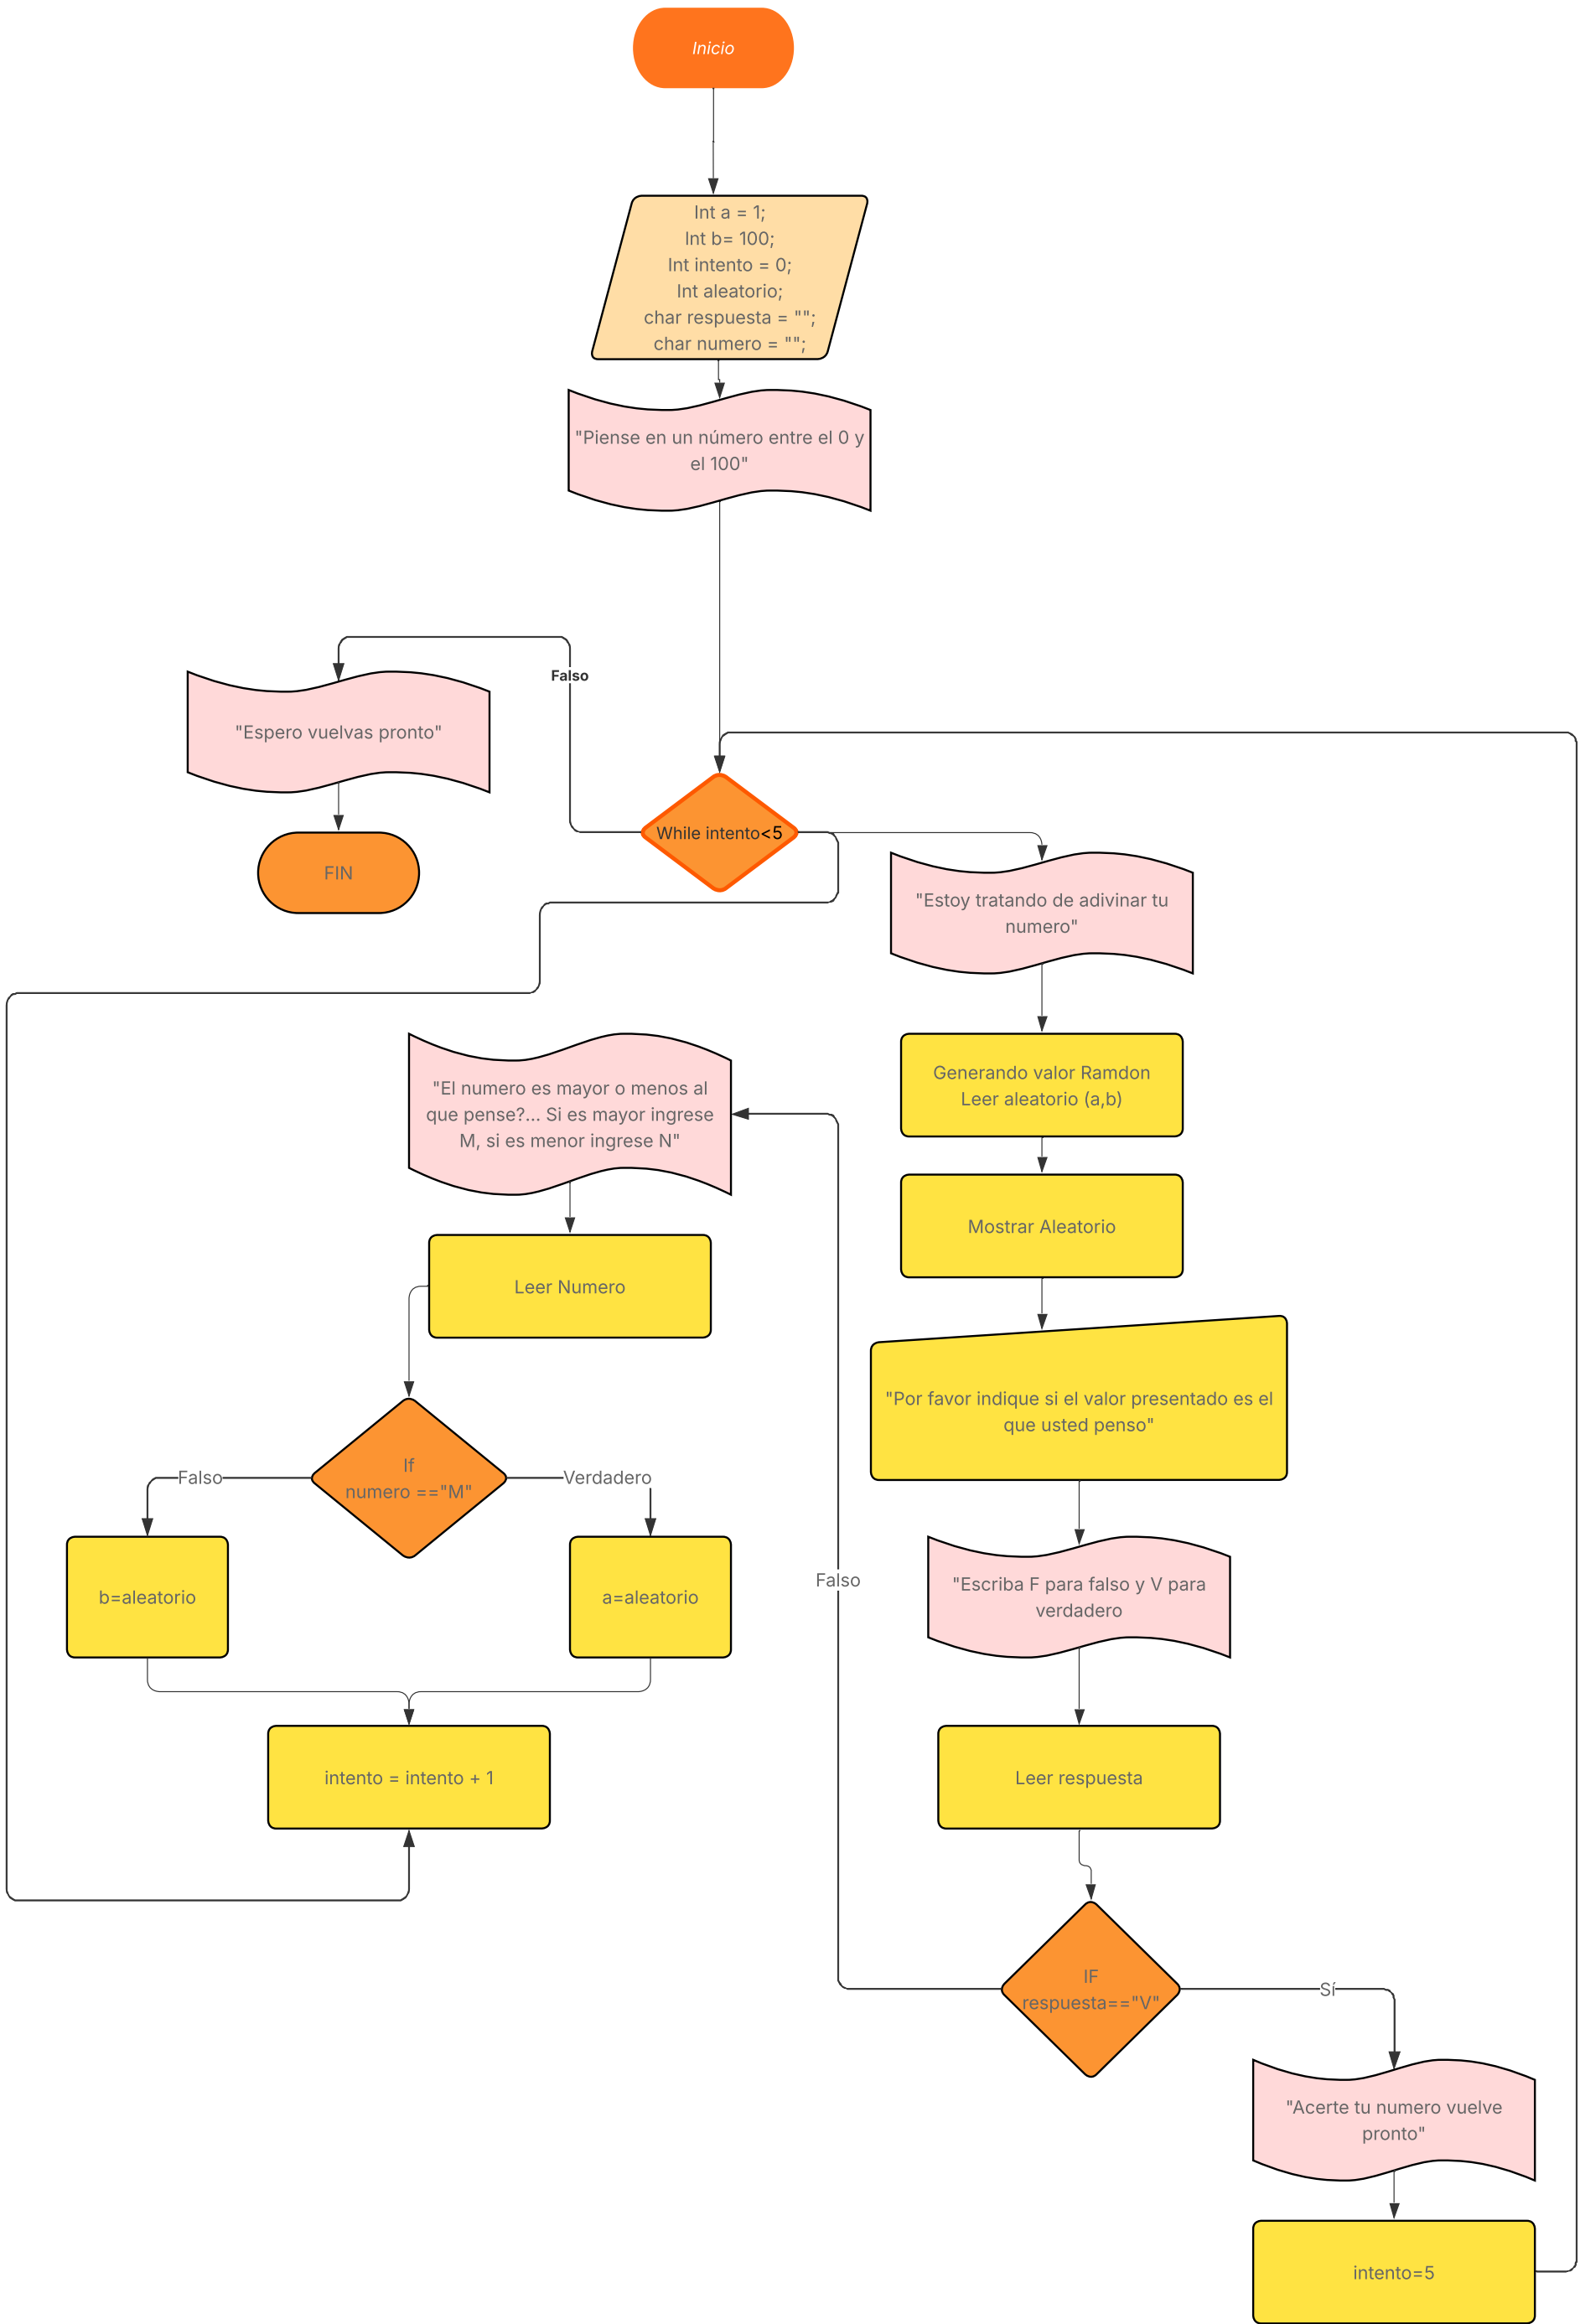 Inicio
Int a = 1;
Int b= 100;
Int intento = 0;
Int aleatorio;
char respuesta = "";
char numero = "";
"Piense en un número entre el 0 y
el 100"
Falso
"Espero vuelvas pronto"
FIN
While intento<5
"Estoy tratando de adivinar tu
numero"
Generando valor Ramdon
Leer aleatorio (a,b)
Mostrar Aleatorio
"Por favor indique si el valor presentado es el
que usted penso"
"Escriba F para falso y V para
verdadero
Leer respuesta
IF
respuesta=="V"
Falso
Sí
"El numero es mayor o menos al
que pense?... Si es mayor ingrese
M, si es menor ingrese N"
Leer Numero
If
numero =="M"
Falso
Verdadero
b=aleatorio
a=aleatorio
intento = intento + 1
"Acerte tu numero vuelve
pronto"
intento=5